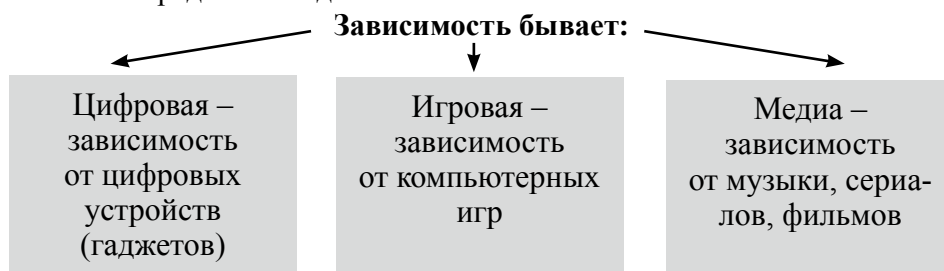 Зависимость бывает:
Цифровая –
зависимость
от цифровых
устройств
(гаджетов)
Игровая –
зависимость
от компьютерных
игр
Медиа –
зависимость
от музыки, сериа-
лов, фильмов